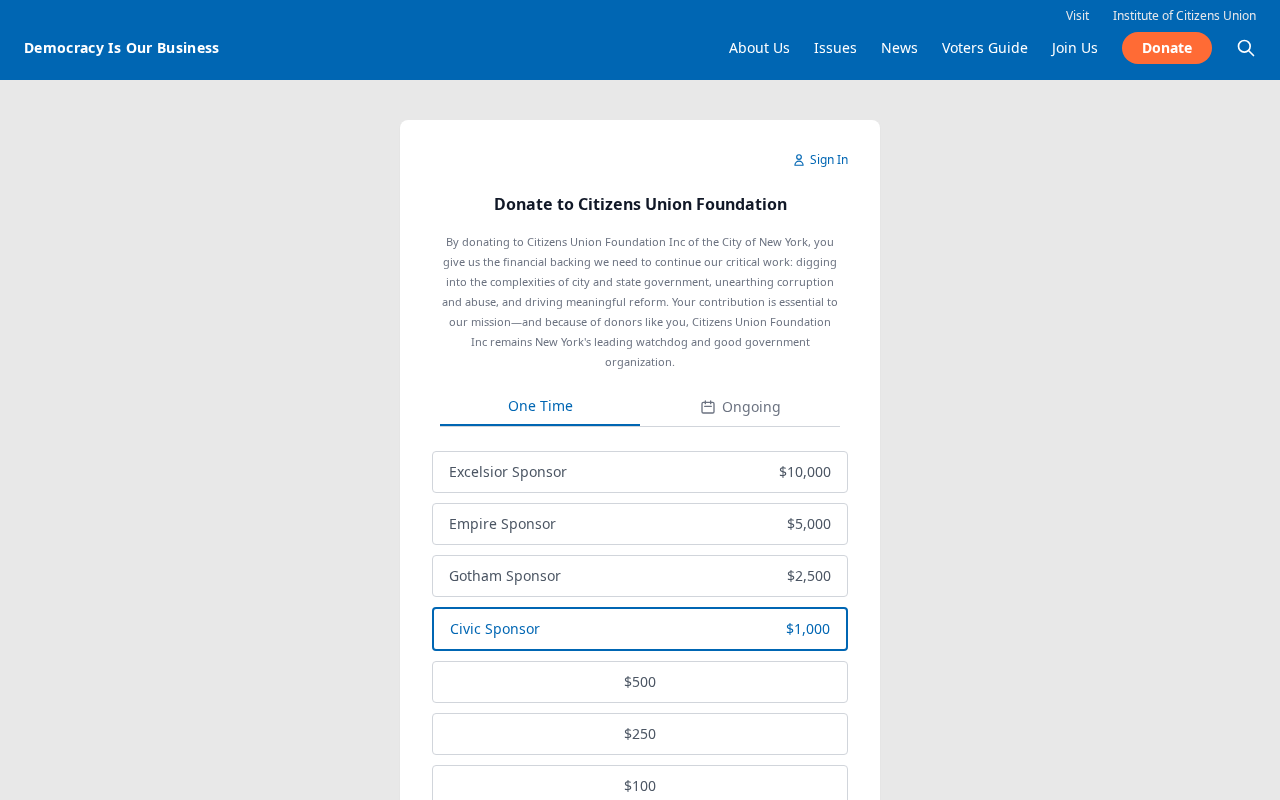 Visit
Institute of Citizens Union
Democracy Is Our Business
About Us
Issues
News
Voters Guide
Join Us
Donate
Sign In
Donate to Citizens Union Foundation
By donating to Citizens Union Foundation Inc of the City of New York, you
give us the financial backing we need to continue our critical work: digging
into the complexities of city and state government, unearthing corruption
and abuse, and driving meaningful reform. Your contribution is essential to
our mission—and because of donors like you, Citizens Union Foundation
Inc remains New York's leading watchdog and good government
organization.
One Time
Ongoing
Excelsior Sponsor $10,000
Empire Sponsor $5,000
Gotham Sponsor $2,500
Civic Sponsor $1,000
$500
$250
$100